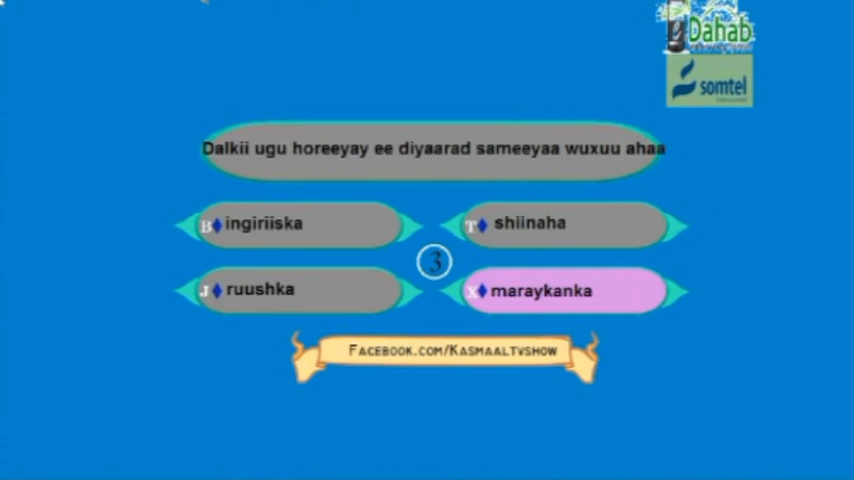 Dahab
somtel
Dalkii ugu horeeyay ee diyaarad sameeyaa wuxuu ahaa
B ingiriiska
T shiinaha
3
J ruushka
X maraykanka
FACEBOOK.COM/KASMAALTVSHOW